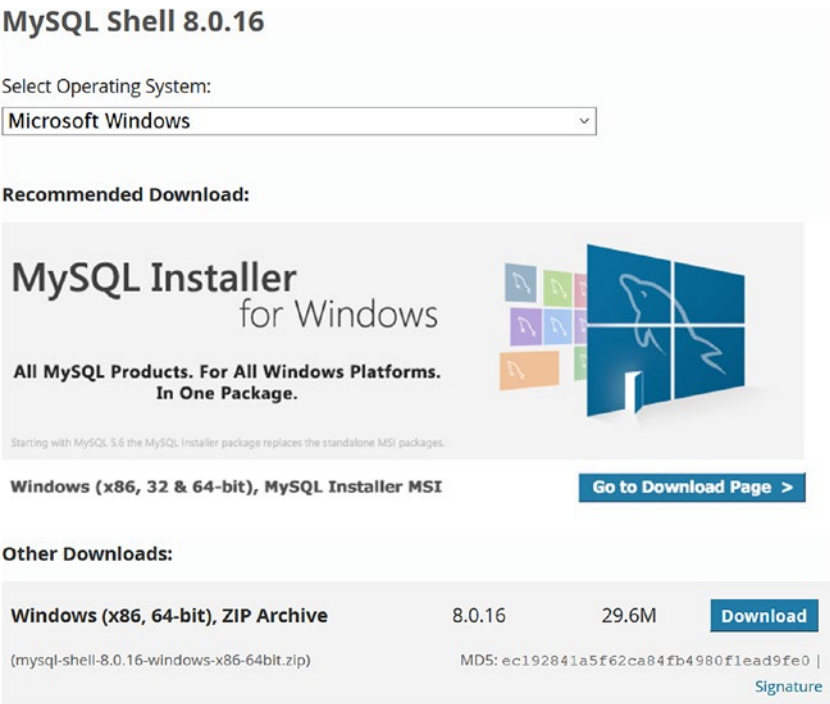 MySQL Shell 8.0.16
Select Operating System:
Microsoft Windows
Recommended Download:
MySQL Installer
for Windows
All MySQL Products. For All Windows Platforms.
In One Package.
Starting with MySQL 5.6 the MySQL Installer package replaces the standalone MSI packages.
Windows (x86, 32 & 64-bit), MySQL Installer MSI Go to Download Page >
Other Downloads:
Windows (x86, 64-bit), ZIP Archive 8.0.16 29.6M Download
(mysql-shell-8.0.16-windows-x86-64bit.zip) MD5: ec192841a5f62ca84fb4980f1ead9fe0 |
Signature